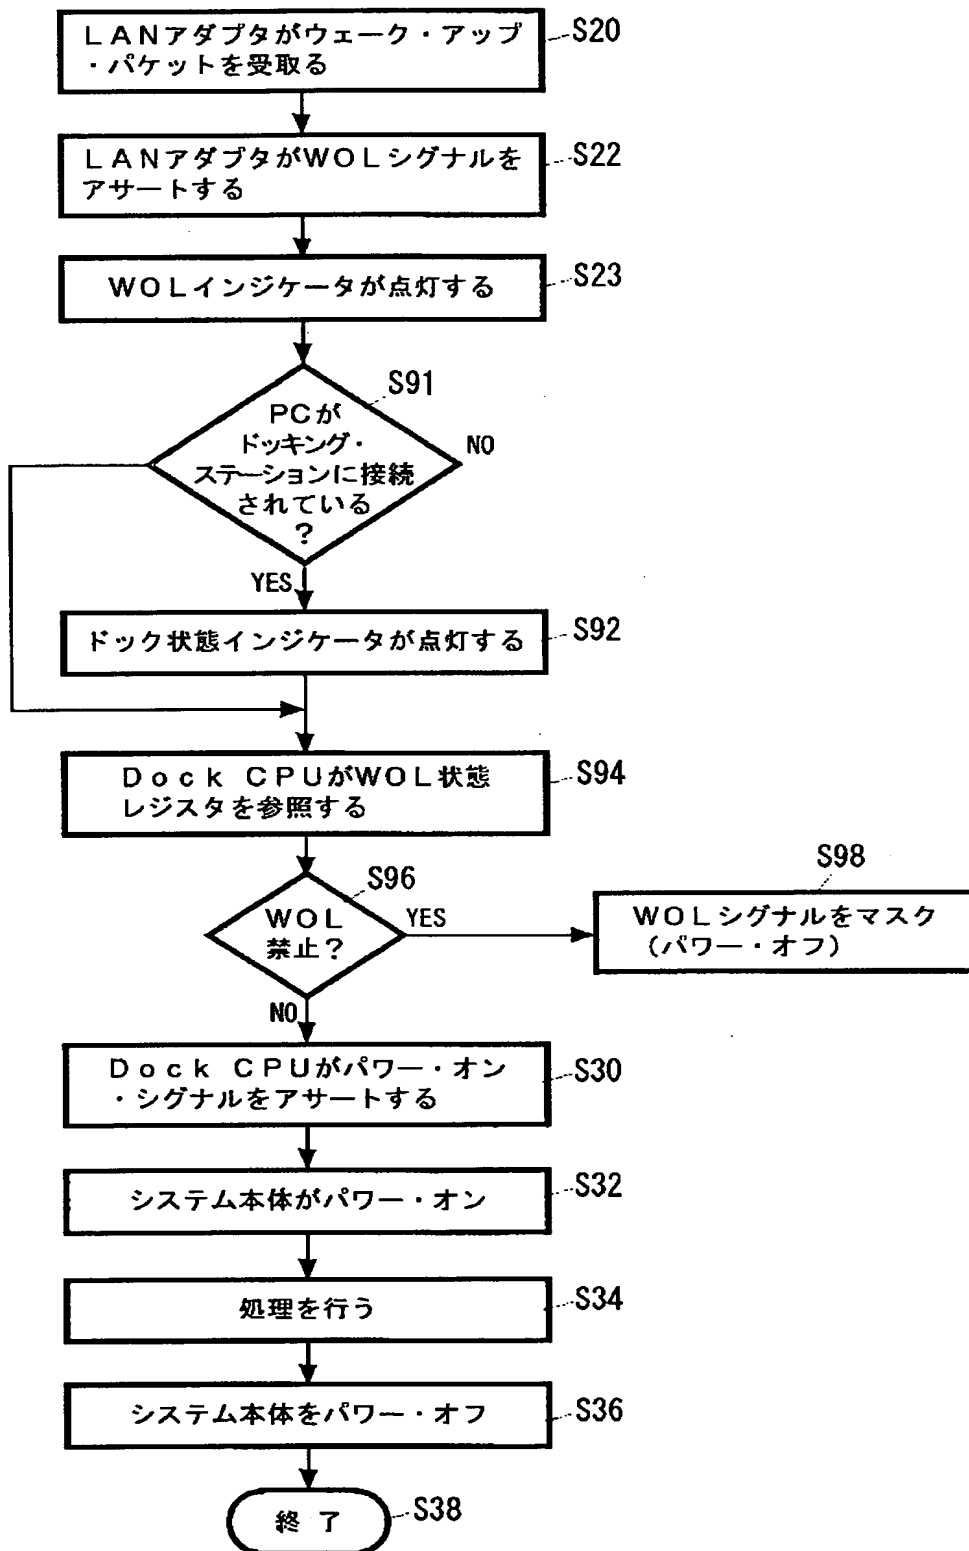 LANアダプタがウェーク・アップ
・パケットを受取る
S20
LANアダプタがWOLシグナルを
アサートする
S22
WOLインジケータが点灯する
S23
S91
PCが
ドッキング・
ステーションに接続
されている
?
NO
YES
ドック状態インジケータが点灯する
S92
Dock CPUがWOL状態
レジスタを参照する
S94
S96
WOL
禁止?
YES
S98
WOLシグナルをマスク
(パワー・オフ)
NO
Dock CPUがパワー・オン
・シグナルをアサートする
S30
システム本体がパワー・オン
S32
処理を行う
S34
システム本体をパワー・オフ
S36
終了
S38